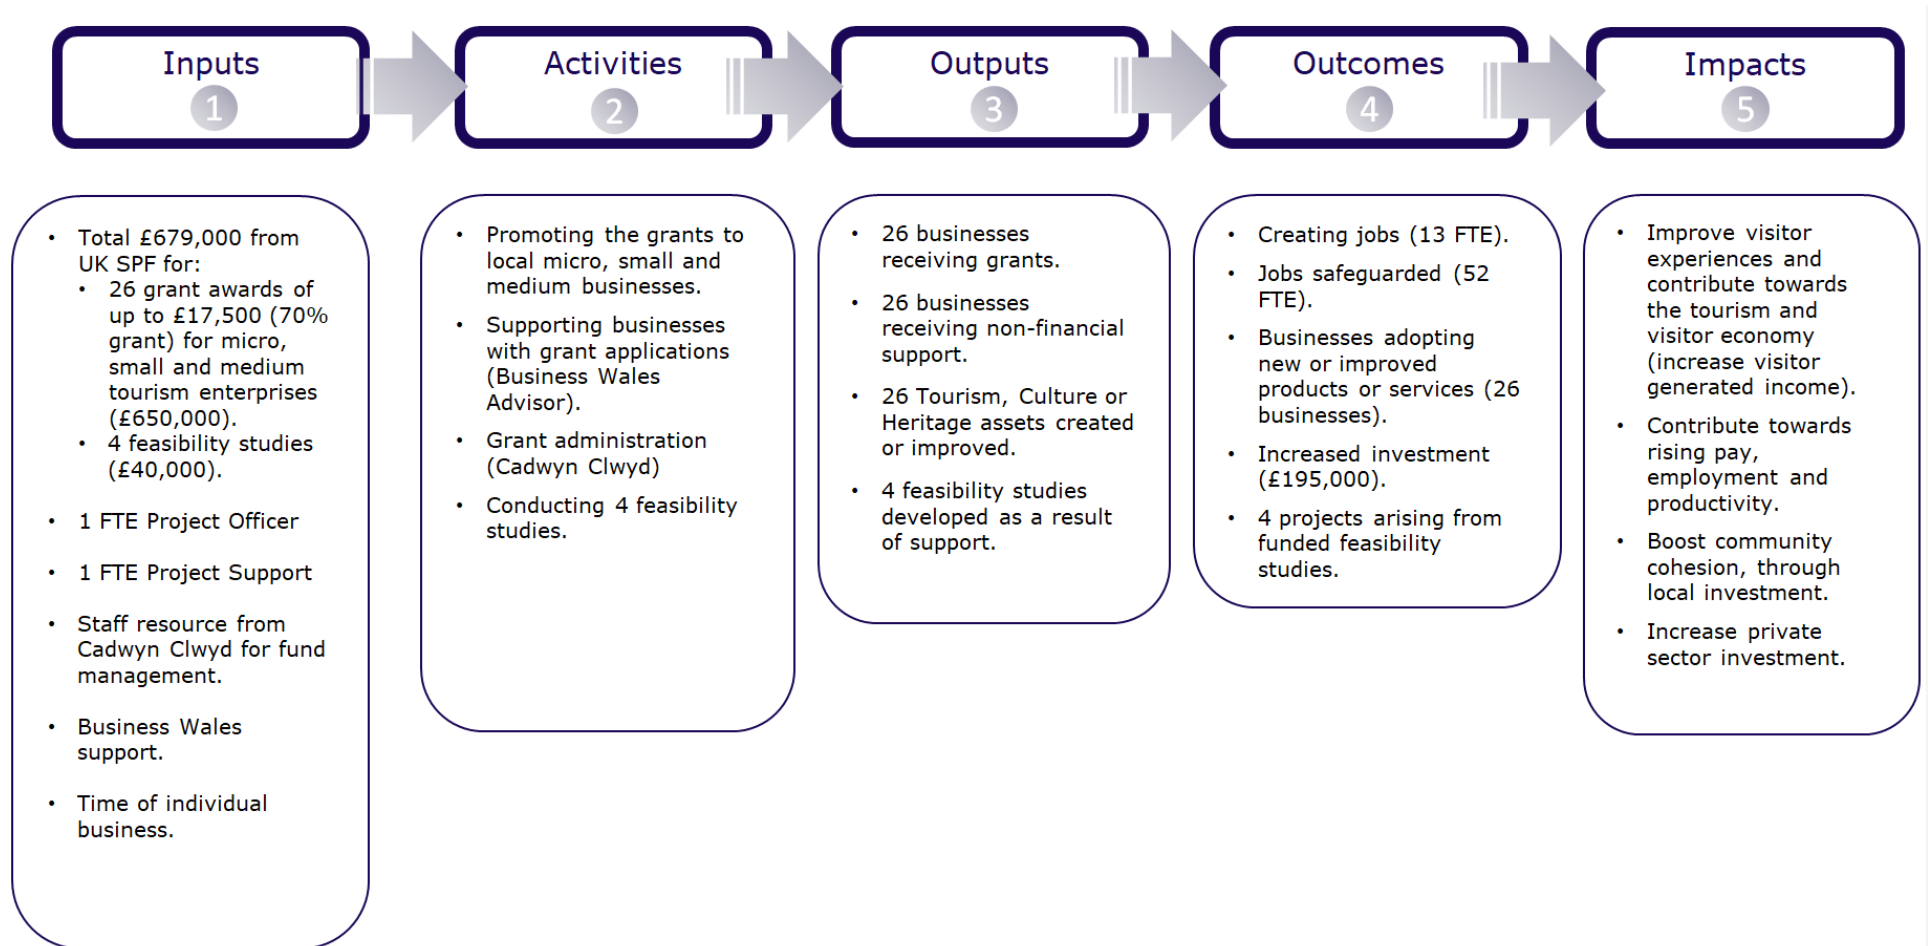 Inputs
1
Activities
2
Outputs
3
Outcomes
4
Impacts
5
• Total £679,000 from
UK SPF for:
• 26 grant awards of
up to £17,500 (70%
grant) for micro,
small and medium
tourism enterprises
(£650,000).
• 4 feasibility studies
(£40,000).
• 1 FTE Project Officer
• 1 FTE Project Support
• Staff resource from
Cadwyn Clwyd for fund
management.
• Business Wales
support.
• Time of individual
business.
• Promoting the grants to
local micro, small and
medium businesses.
• Supporting businesses
with grant applications
(Business Wales
Advisor).
• Grant administration
(Cadwyn Clwyd)
• Conducting 4 feasibility
studies.
• 26 businesses
receiving grants.
• 26 businesses
receiving non-financial
support.
• 26 Tourism, Culture or
Heritage assets created
or improved.
• 4 feasibility studies
developed as a result
of support.
• Creating jobs (13 FTE).
• Jobs safeguarded (52
FTE).
• Businesses adopting
new or improved
products or services (26
businesses).
• Increased investment
(£195,000).
• 4 projects arising from
funded feasibility
studies.
• Improve visitor
experiences and
contribute towards
the tourism and
visitor economy
(increase visitor
generated income).
• Contribute towards
rising pay,
employment and
productivity.
• Boost community
cohesion, through
local investment.
• Increase private
sector investment.